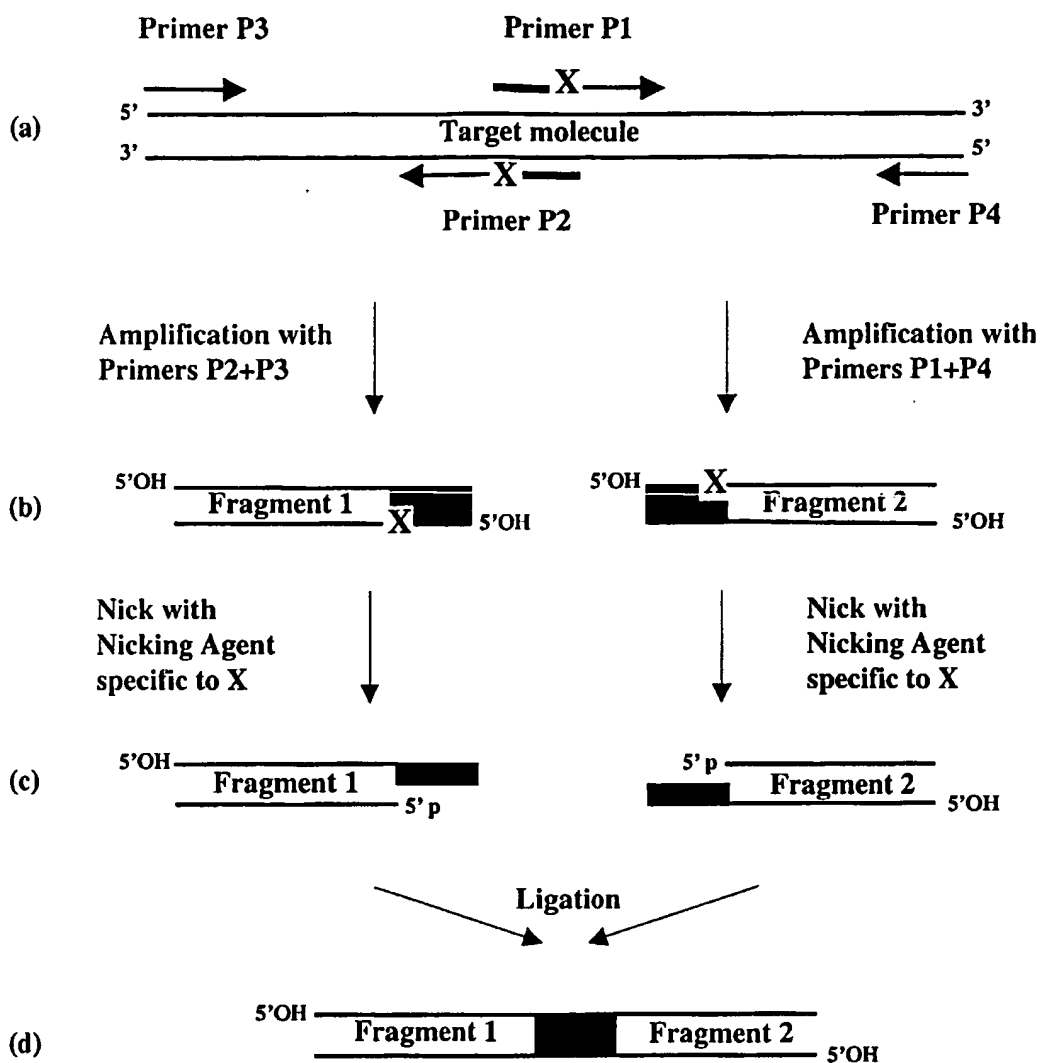 Primer P3
Primer P1
X
(a)
5'
3'
Target molecule
3'
5'
X
Primer P2
Primer P4
Amplification with
Primers P2+P3
Amplification with
Primers P1+P4
(b)
5'OH
Fragment 1
X
5'OH
5'OH
X
Fragment 2
5'OH
Nick with
Nicking Agent
specific to X
Nick with
Nicking Agent
specific to X
(c)
5'OH
Fragment 1
5'p
5'p
Fragment 2
5'OH
Ligation
(d)
5'OH
Fragment 1
Fragment 2
5'OH